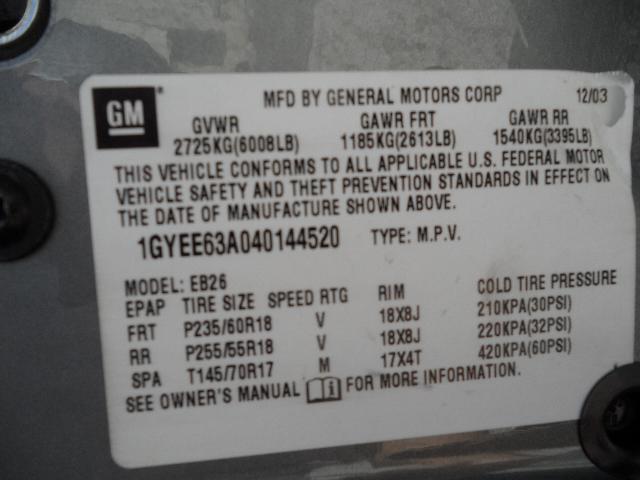 GM
MFD BY GENERAL MOTORS CORP 12/03
GVWR GAWR FRT GAWR RR
2725KG(6008LB) 1185KG(2613LB) 1540KG(3395LB)
THIS VEHICLE CONFORMS TO ALL APPLICABLE U.S. FEDERAL MOTOR
VEHICLE SAFETY AND THEFT PREVENTION STANDARDS IN EFFECT ON
THE DATE OF MANUFACTURE SHOWN ABOVE.
1GYEE63A040144520 TYPE: M.P.V.
MODEL: EB26
EPAP TIRE SIZE SPEED RTG RIM COLD TIRE PRESSURE
FRT P235/60R18 V 18X8J 210KPA(30PSI)
RR P255/55R18 V 18X8J 220KPA(32PSI)
SPA T145/70R17 M 17X4T 420KPA(60PSI)
SEE OWNER'S MANUAL i FOR MORE INFORMATION.